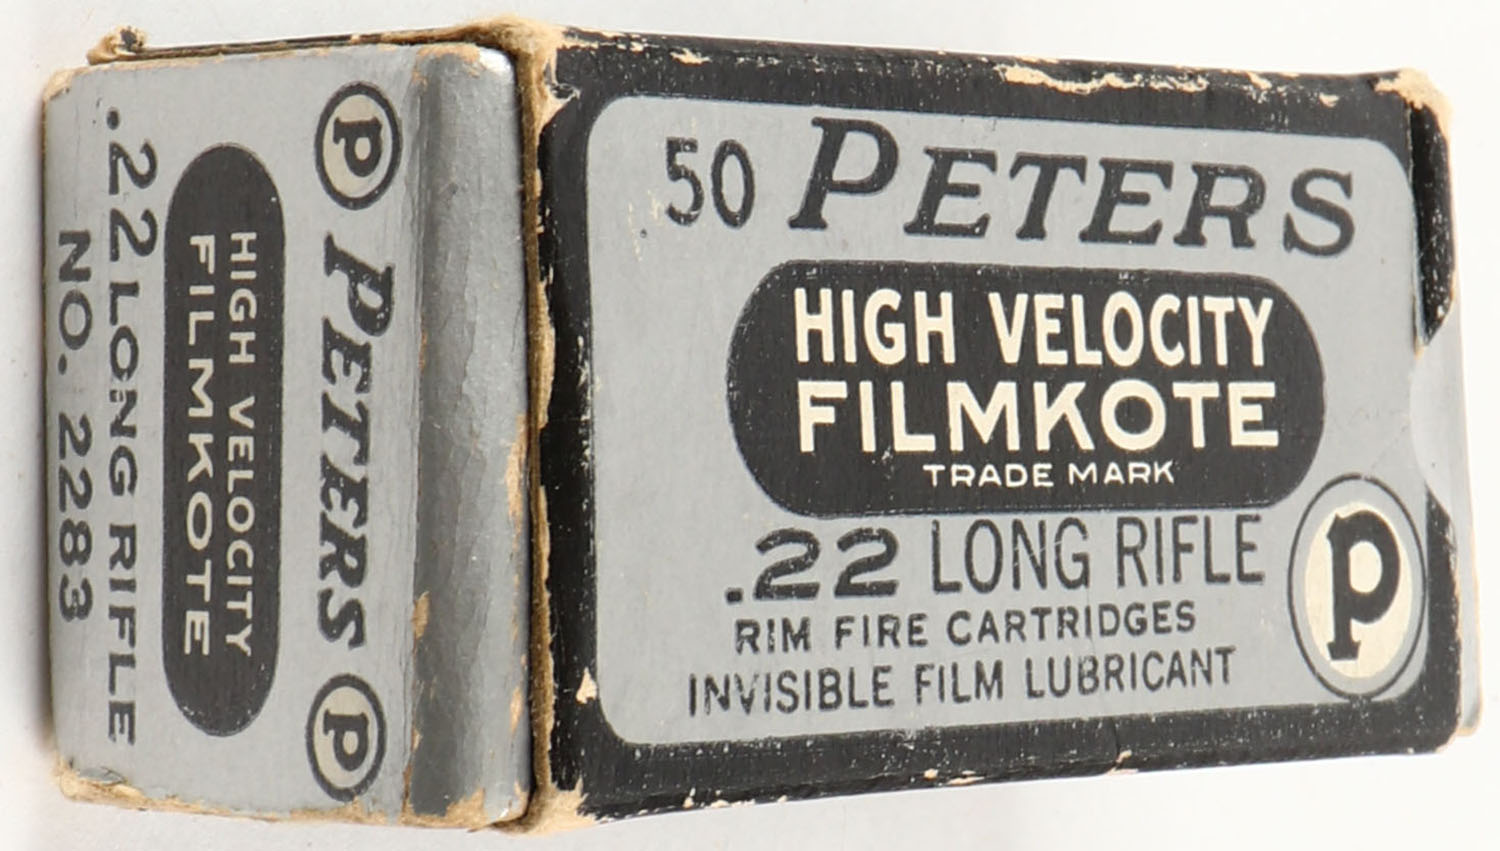 50 PETERS
HIGH VELOCITY
FILMKOTE
TRADE MARK
.22 LONG RIFLE
RIM FIRE CARTRIDGES
INVISIBLE FILM LUBRICANT
P
P PETERS P
HIGH VELOCITY
FILMKOTE
.22 LONG RIFLE
NO. 2283